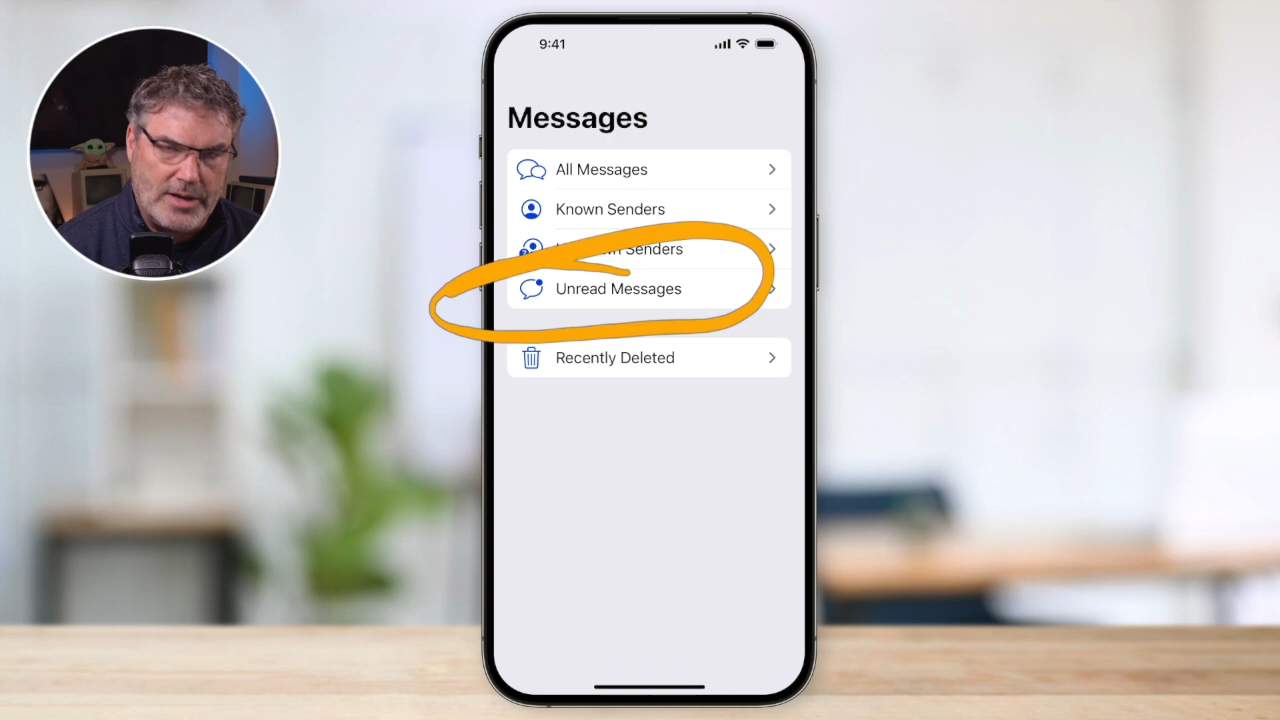 9:41
Messages
All Messages
Known Senders
Senders
Unread Messages
Recently Deleted